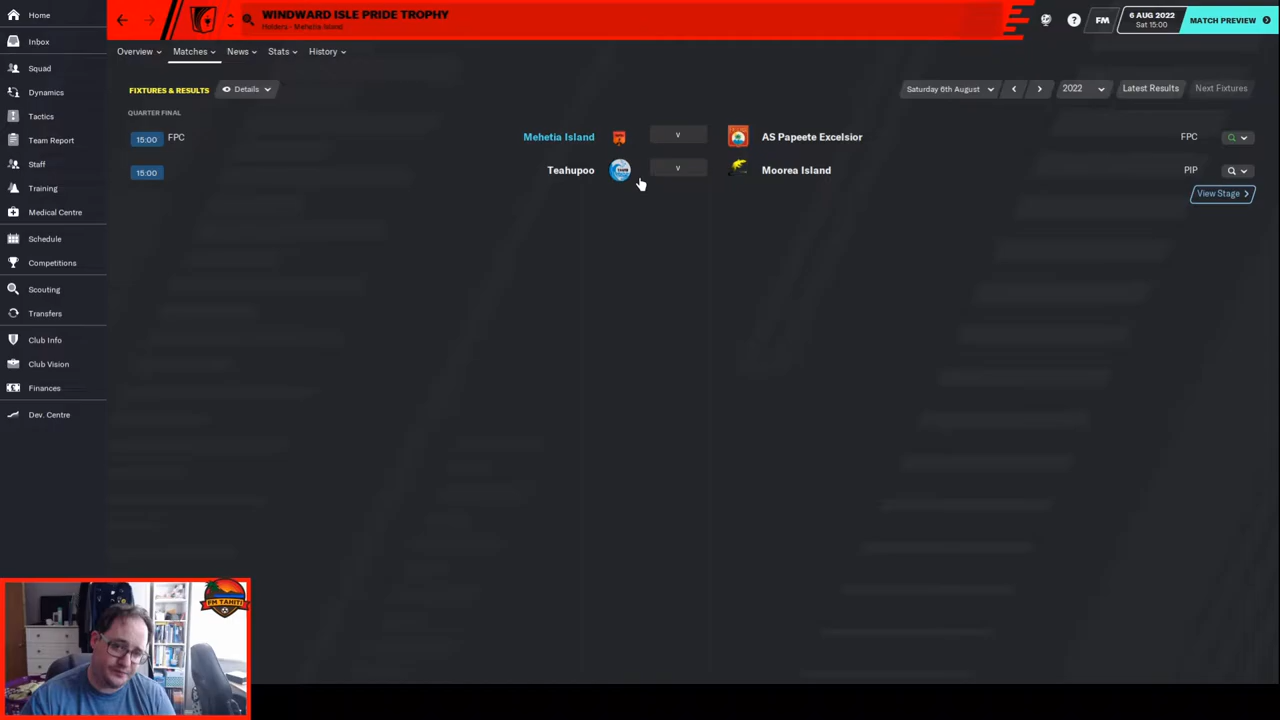 Home
WINDWARD ISLE PRIDE TROPHY
Holders - Mehetia Island
FM
6 AUG 2022
Sat 15:00
MATCH PREVIEW
Inbox
Overview
Matches
News
Stats
History
Squad
Dynamics
Tactics
Team Report
Staff
Training
Medical Centre
Schedule
Competitions
Scouting
Transfers
Club Info
Club Vision
Finances
Dev. Centre
FIXTURES & RESULTS
Details
Saturday 6th August
2022
Latest Results
Next Fixtures
QUARTER FINAL
15:00 FPC Mehetia Island v AS Papeete Excelsior FPC
15:00 Teahupoo v Moorea Island PIP
View Stage
FM TAHITI